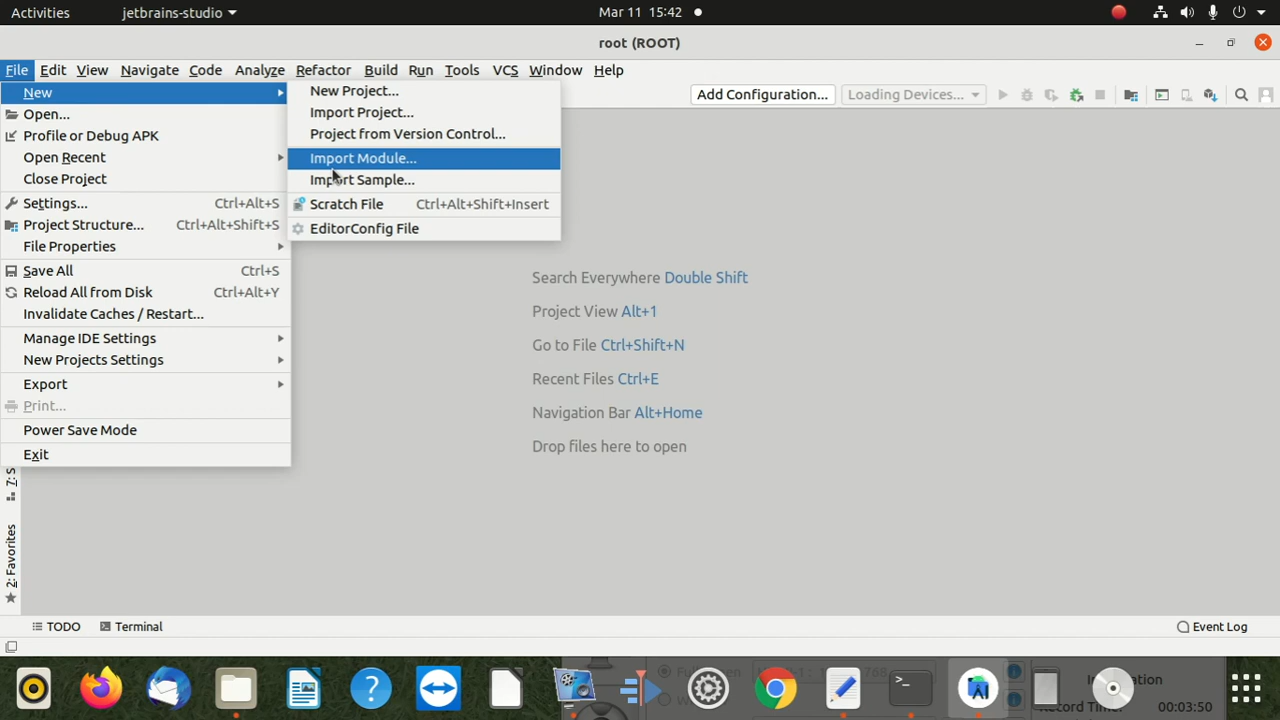 Activities
jetbrains-studio
Mar 11 15:42
root (ROOT)
File Edit View Navigate Code Analyze Refactor Build Run Tools VCS Window Help
Add Configuration...
Loading Devices...
New
Open...
Profile or Debug APK
Open Recent
Close Project
Settings... Ctrl+Alt+S
Project Structure... Ctrl+Alt+Shift+S
File Properties
Save All Ctrl+S
Reload All from Disk Ctrl+Alt+Y
Invalidate Caches / Restart...
Manage IDE Settings
New Projects Settings
Export
Print...
Power Save Mode
Exit
New Project...
Import Project...
Project from Version Control...
Import Module...
Import Sample...
Scratch File Ctrl+Alt+Shift+Insert
EditorConfig File
Search Everywhere Double Shift
Project View Alt+1
Go to File Ctrl+Shift+N
Recent Files Ctrl+E
Navigation Bar Alt+Home
Drop files here to open
2: Favorites
TODO
Terminal
Event Log
Record Time:
00:03:50